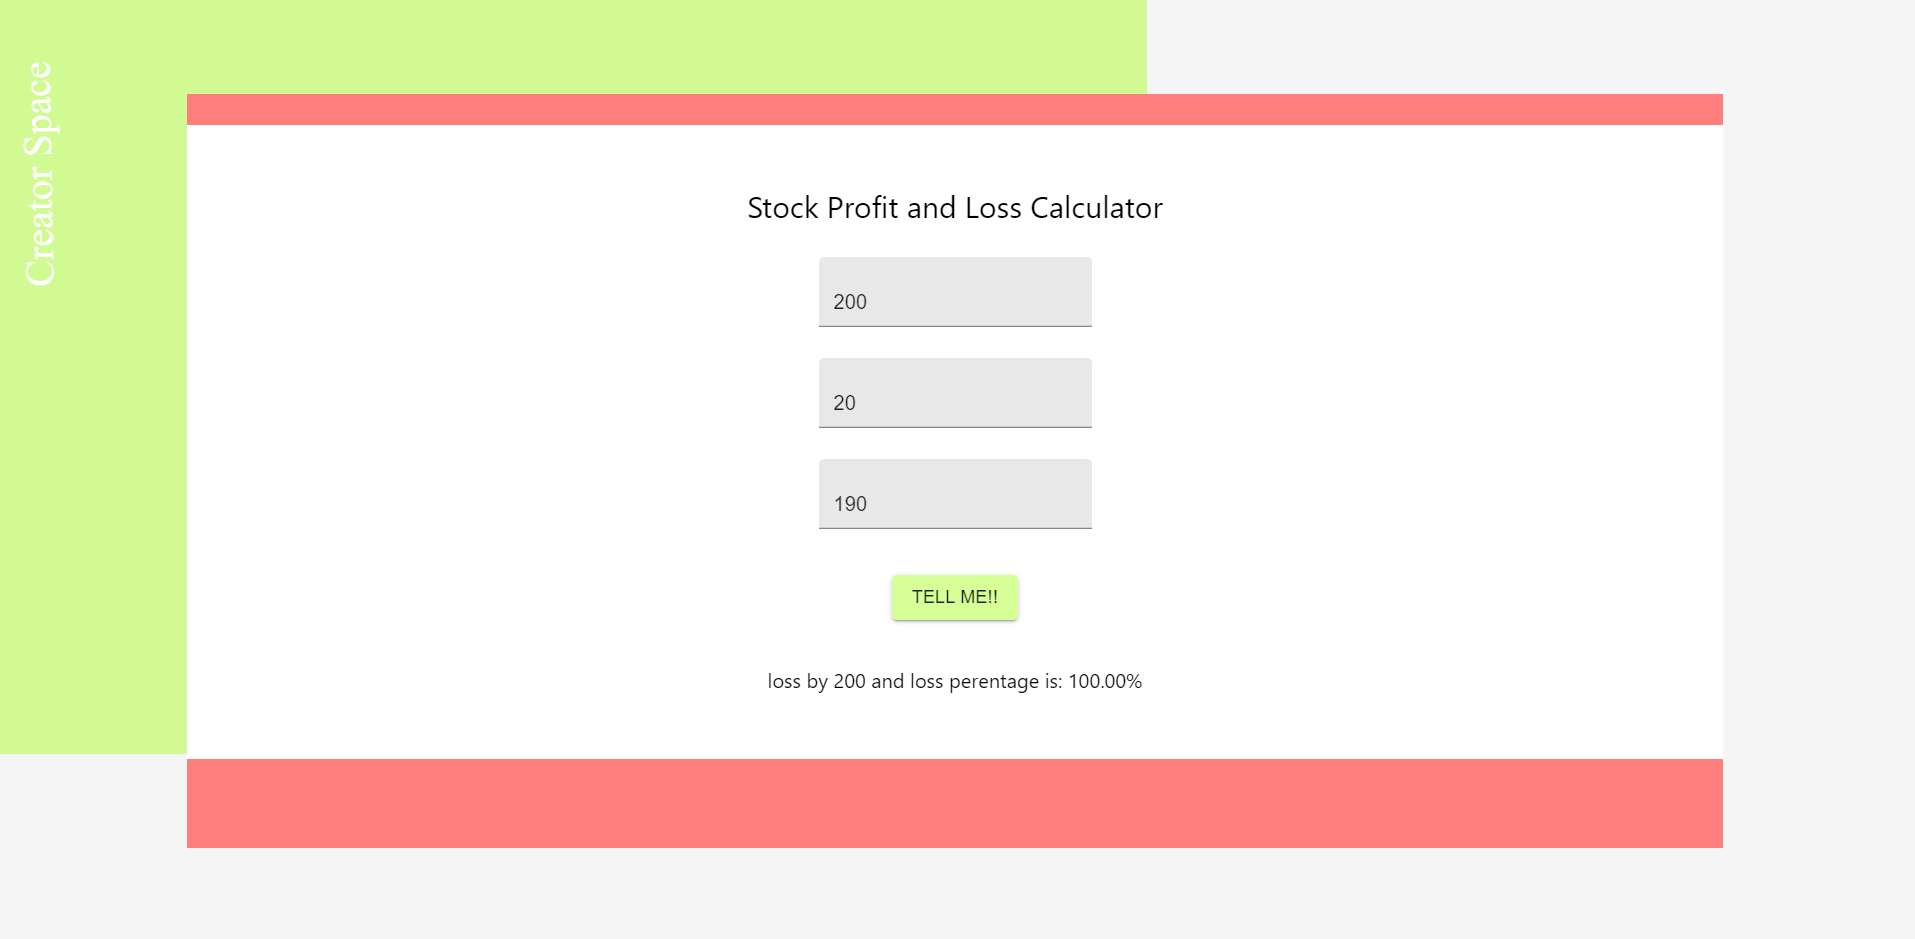 Creator Space
Stock Profit and Loss Calculator
200
20
190
TELL ME!!
loss by 200 and loss perentage is: 100.00%